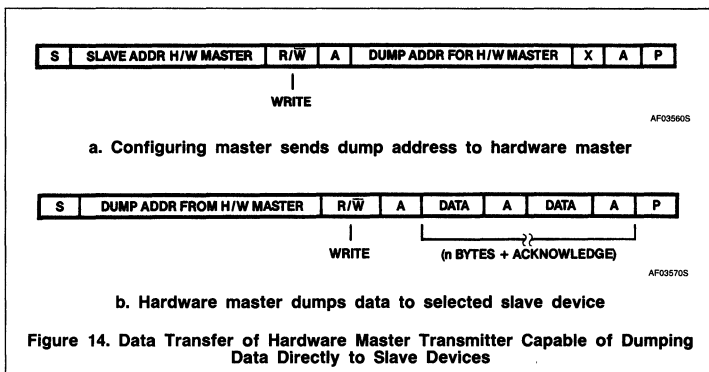 S SLAVE ADDR H/W MASTER R/W̅ A DUMP ADDR FOR H/W MASTER X A P
WRITE
AF03560S
a. Configuring master sends dump address to hardware master
S DUMP ADDR FROM H/W MASTER R/W̅ A DATA A DATA A P
WRITE
(n BYTES + ACKNOWLEDGE)
AF03570S
b. Hardware master dumps data to selected slave device
Figure 14. Data Transfer of Hardware Master Transmitter Capable of Dumping
Data Directly to Slave Devices